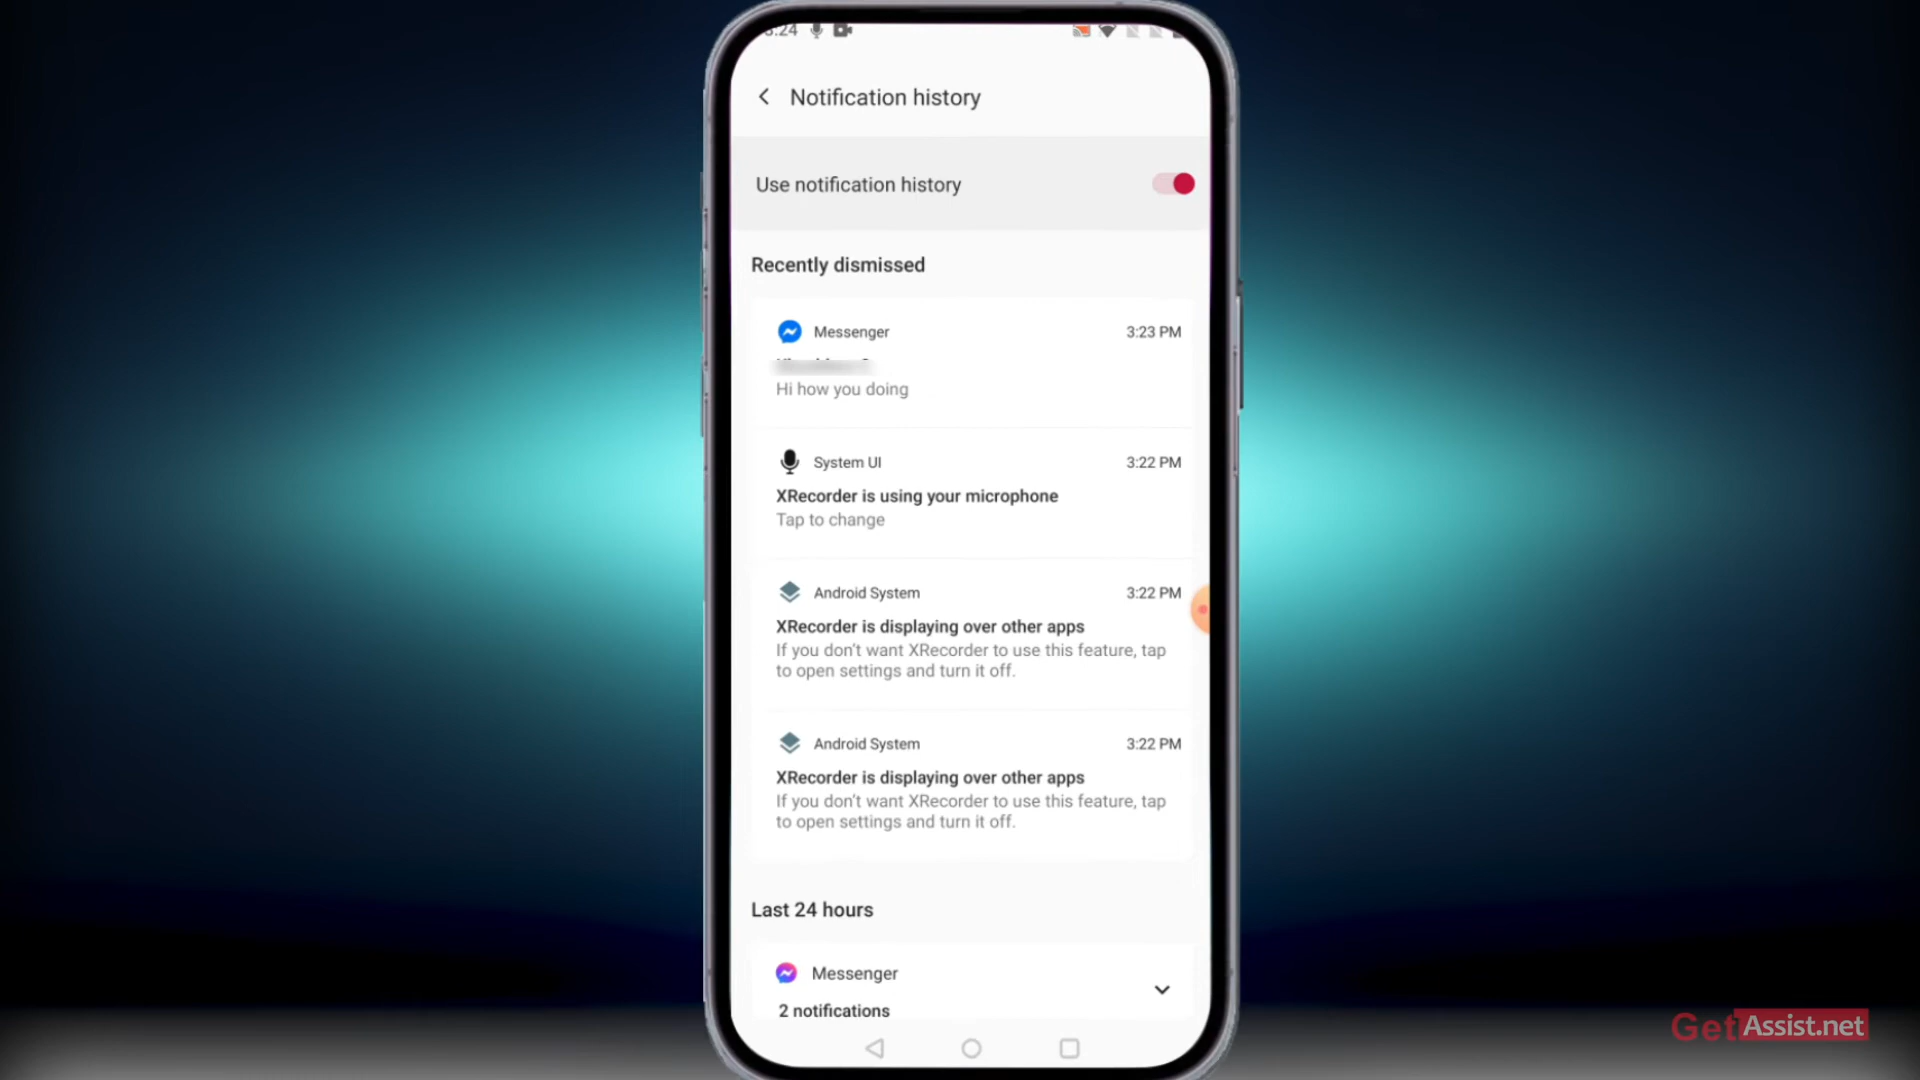 Notification history
Use notification history
Recently dismissed
Messenger 3:23 PM
Hi how you doing
System UI 3:22 PM
XRecorder is using your microphone
Tap to change
Android System 3:22 PM
XRecorder is displaying over other apps
If you don't want XRecorder to use this feature, tap
to open settings and turn it off.
Android System 3:22 PM
XRecorder is displaying over other apps
If you don't want XRecorder to use this feature, tap
to open settings and turn it off.
Last 24 hours
Messenger
2 notifications
GetAssist.net